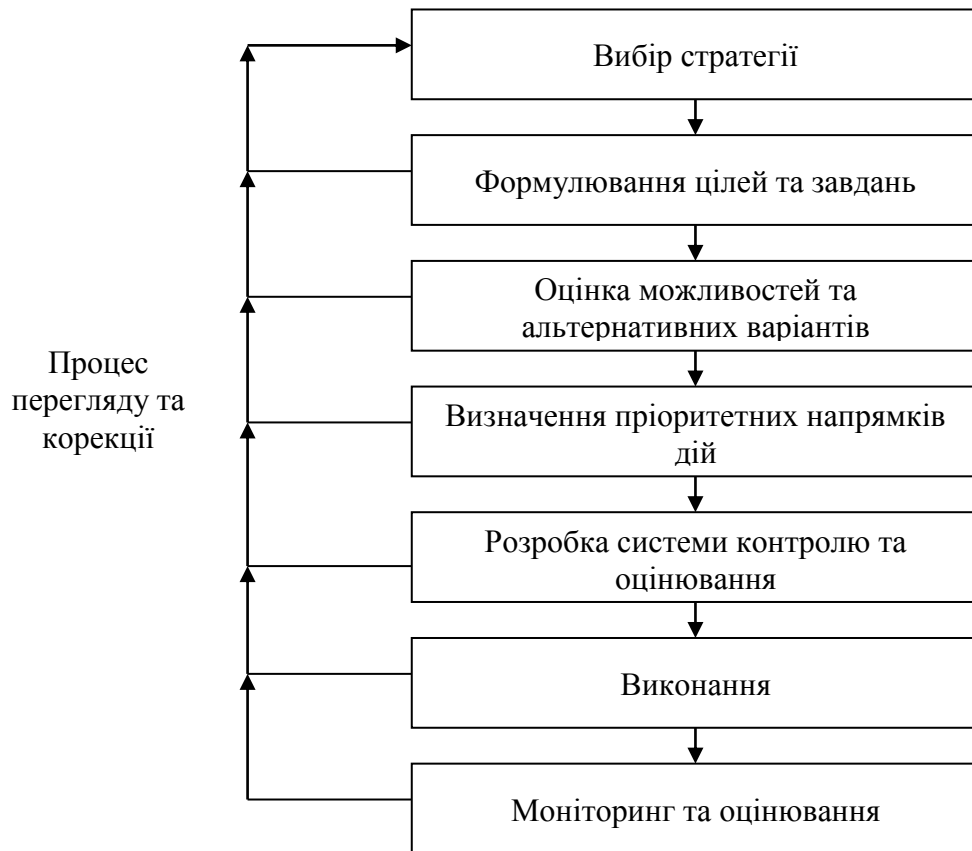 Вибір стратегії
Формулювання цілей та завдань
Оцінка можливостей та
альтернативних варіантів
Процес
перегляду та
корекції
Визначення пріоритетних напрямків
дій
Розробка системи контролю та
оцінювання
Виконання
Моніторинг та оцінювання